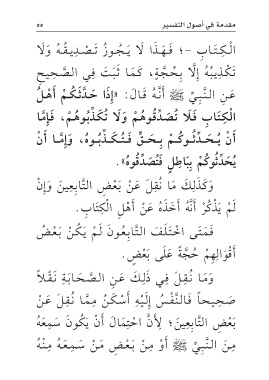 مقدمة في أصول التفسير ٥٥
الْكِتَابِ -؛ فَهَذَا لَا يَجُوزُ تَصْدِيقُهُ وَلَا
تَكْذِيبُهُ إِلَّا بِحُجَّةٍ، كَمَا ثَبَتَ فِي الصَّحِيحِ
عَنِ النَّبِيِّ ﷺ أَنَّهُ قَالَ: «إِذَا حَدَّثَكُمْ أَهْلُ
الْكِتَابِ فَلَا تُصَدِّقُوهُمْ وَلَا تُكَذِّبُوهُمْ، فَإِمَّا
أَنْ يُحَدِّثُوكُمْ بِحَقٍّ فَتُكَذِّبُوهُ، وَإِمَّا أَنْ
يُحَدِّثُوكُمْ بِبَاطِلٍ فَتُصَدِّقُوهُ».
وَكَذَلِكَ مَا نُقِلَ عَنْ بَعْضِ التَّابِعِينَ وَإِنْ
لَمْ يَذْكُرْ أَنَّهُ أَخَذَهُ عَنْ أَهْلِ الْكِتَابِ.
فَمَتَى اخْتَلَفَ التَّابِعُونَ لَمْ يَكُنْ بَعْضُ
أَقْوَالِهِمْ حُجَّةً عَلَى بَعْضٍ.
وَمَا نُقِلَ فِي ذَلِكَ عَنِ الصَّحَابَةِ نَقْلاً
صَحِيحاً فَالنَّفْسُ إِلَيْهِ أَسْكَنُ مِمَّا نُقِلَ عَنْ
بَعْضِ التَّابِعِينَ؛ لِأَنَّ احْتِمَالَ أَنْ يَكُونَ سَمِعَهُ
مِنَ النَّبِيِّ ﷺ أَوْ مِنْ بَعْضِ مَنْ سَمِعَهُ مِنْهُ